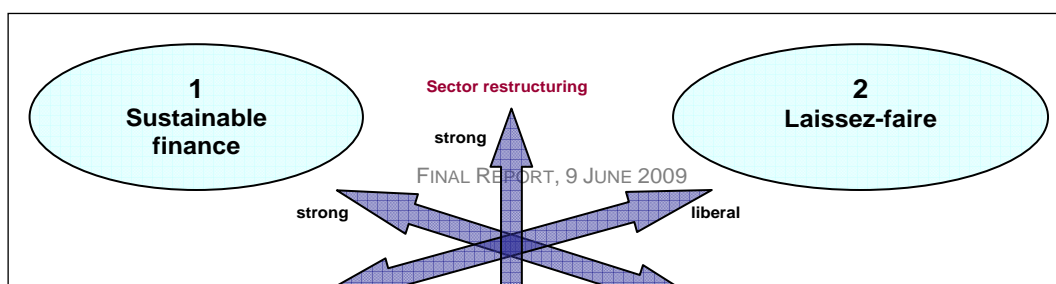 1
Sustainable
finance
Sector restructuring
2
Laissez-faire
strong
FINAL REPORT, 9 JUNE 2009
strong
liberal